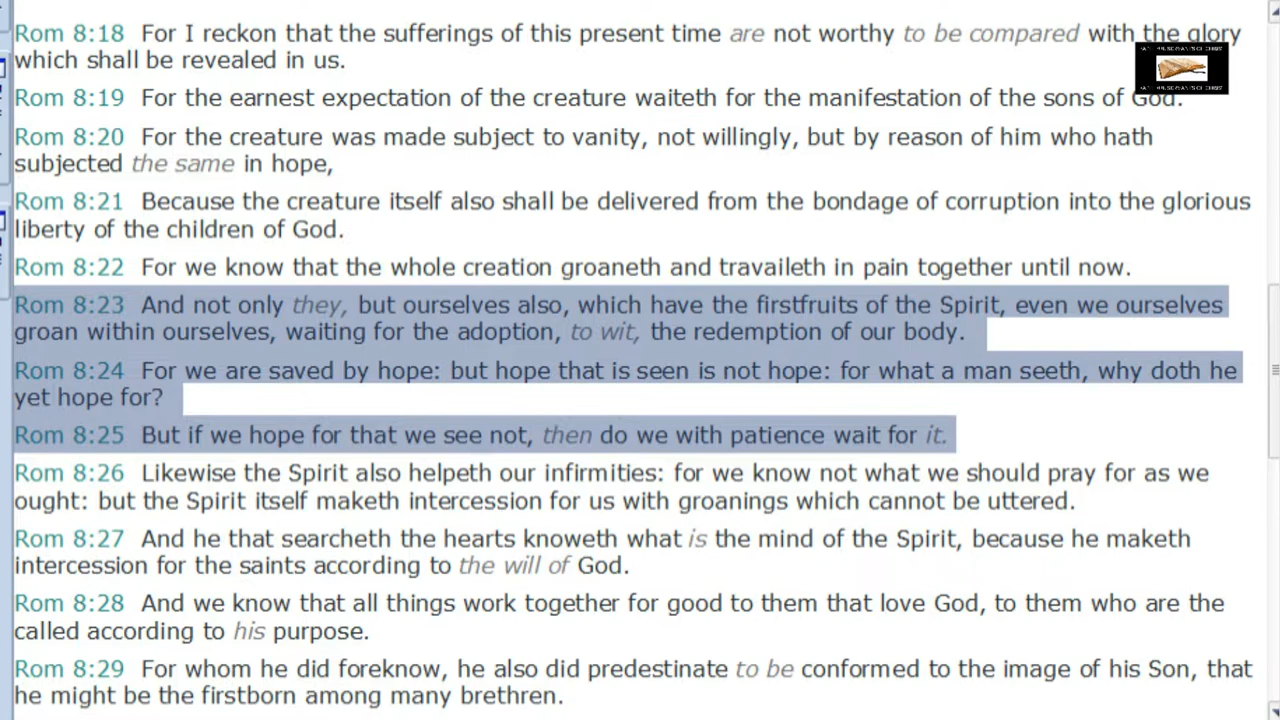 Rom 8:18 For I reckon that the sufferings of this present time are not worthy to be compared with the glory
which shall be revealed in us.
Rom 8:19 For the earnest expectation of the creature waiteth for the manifestation of the sons of God.
Rom 8:20 For the creature was made subject to vanity, not willingly, but by reason of him who hath
subjected the same in hope,
Rom 8:21 Because the creature itself also shall be delivered from the bondage of corruption into the glorious
liberty of the children of God.
Rom 8:22 For we know that the whole creation groaneth and travaileth in pain together until now.
Rom 8:23 And not only they, but ourselves also, which have the firstfruits of the Spirit, even we ourselves
groan within ourselves, waiting for the adoption, to wit, the redemption of our body.
Rom 8:24 For we are saved by hope: but hope that is seen is not hope: for what a man seeth, why doth he
yet hope for?
Rom 8:25 But if we hope for that we see not, then do we with patience wait for it.
Rom 8:26 Likewise the Spirit also helpeth our infirmities: for we know not what we should pray for as we
ought: but the Spirit itself maketh intercession for us with groanings which cannot be uttered.
Rom 8:27 And he that searcheth the hearts knoweth what is the mind of the Spirit, because he maketh
intercession for the saints according to the will of God.
Rom 8:28 And we know that all things work together for good to them that love God, to them who are the
called according to his purpose.
Rom 8:29 For whom he did foreknow, he also did predestinate to be conformed to the image of his Son, that
he might be the firstborn among many brethren.